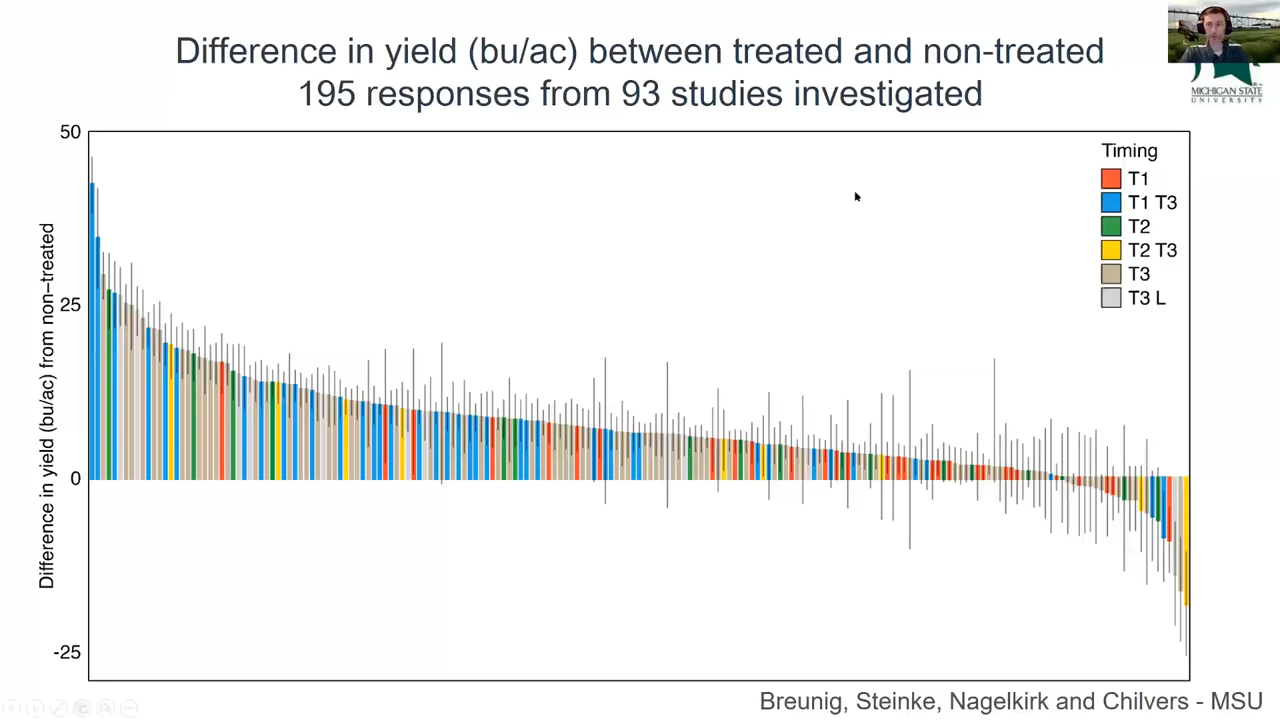 Difference in yield (bu/ac) between treated and non-treated
195 responses from 93 studies investigated
MICHIGAN STATE
UNIVERSITY
50
25
0
-25
Difference in yield (bu/ac) from non−treated
Timing
T1
T1 T3
T2
T2 T3
T3
T3 L
Breunig, Steinke, Nagelkirk and Chilvers - MSU